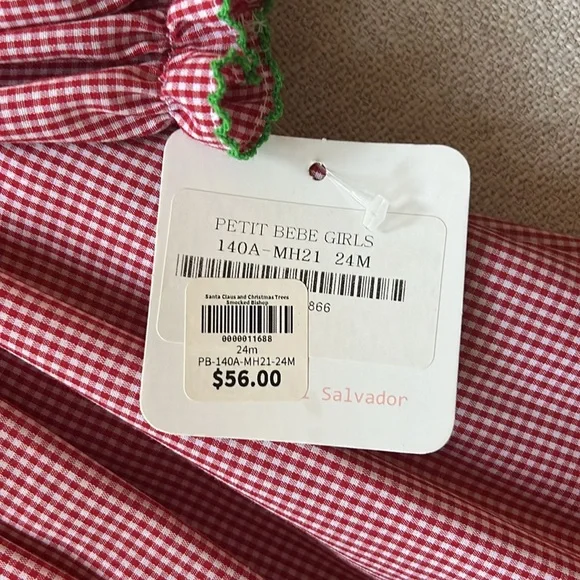 PETIT BEBE GIRLS
140A-MH21 24M
866
Santa Claus and Christmas Trees
Smocked Bishop
0000011688
24m
PB-140A-MH21-24M
$56.00
l Salvador